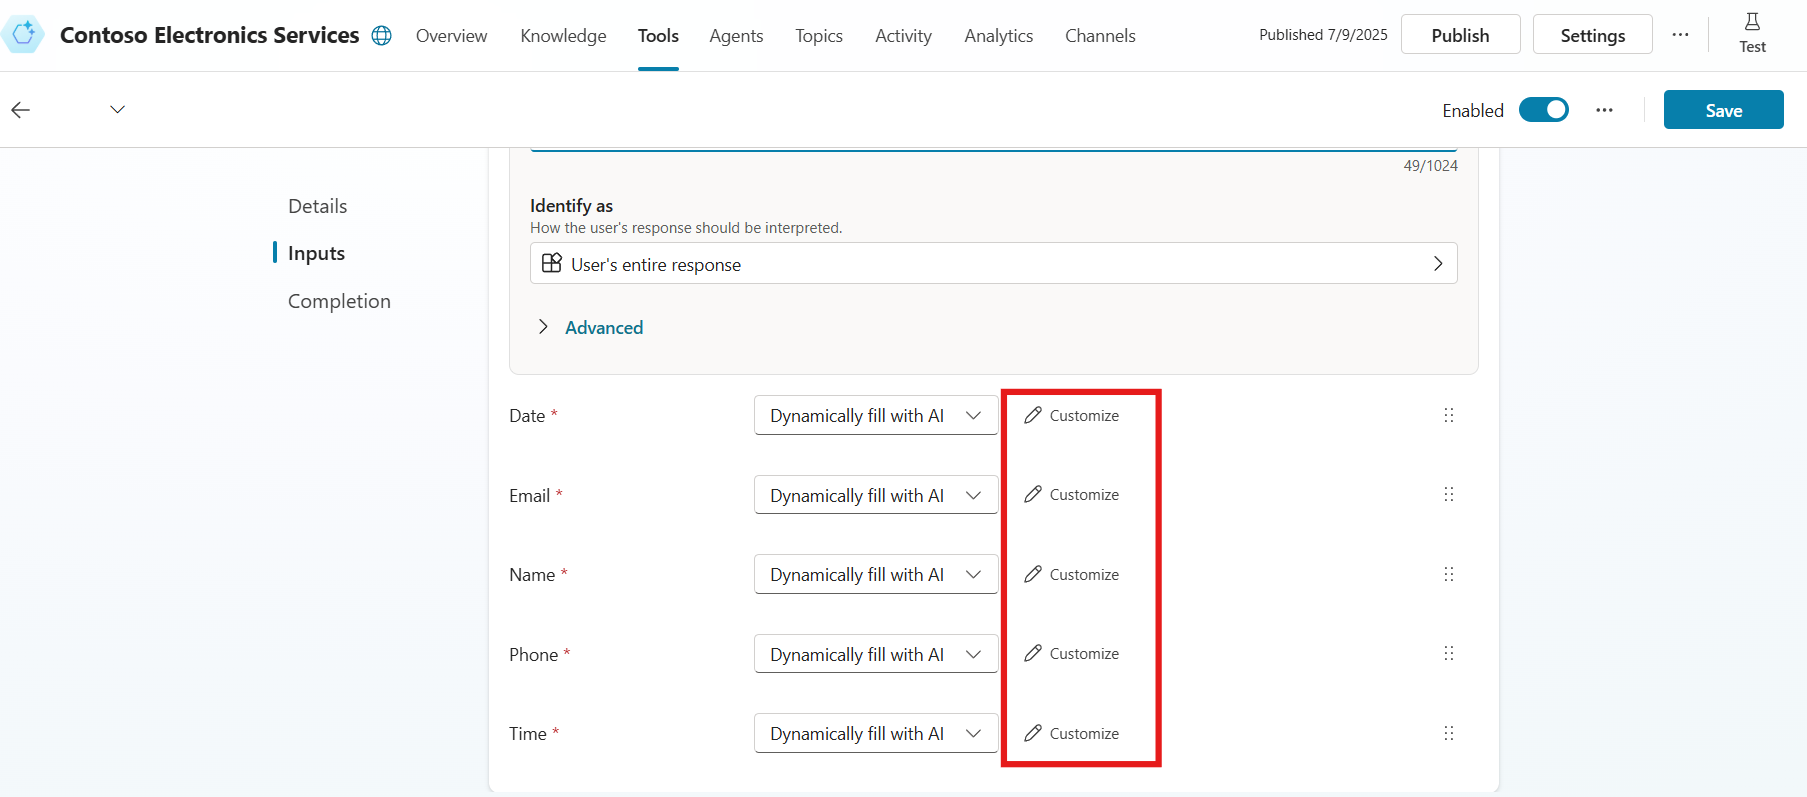 Contoso Electronics Services Overview Knowledge Tools Agents Topics Activity Analytics Channels Published 7/9/2025 Publish Settings ... Test
Enabled ... Save
49/1024
Details
Inputs
Completion
Identify as
How the user's response should be interpreted.
User's entire response
Advanced
Date * Dynamically fill with AI Customize
Email * Dynamically fill with AI Customize
Name * Dynamically fill with AI Customize
Phone * Dynamically fill with AI Customize
Time * Dynamically fill with AI Customize